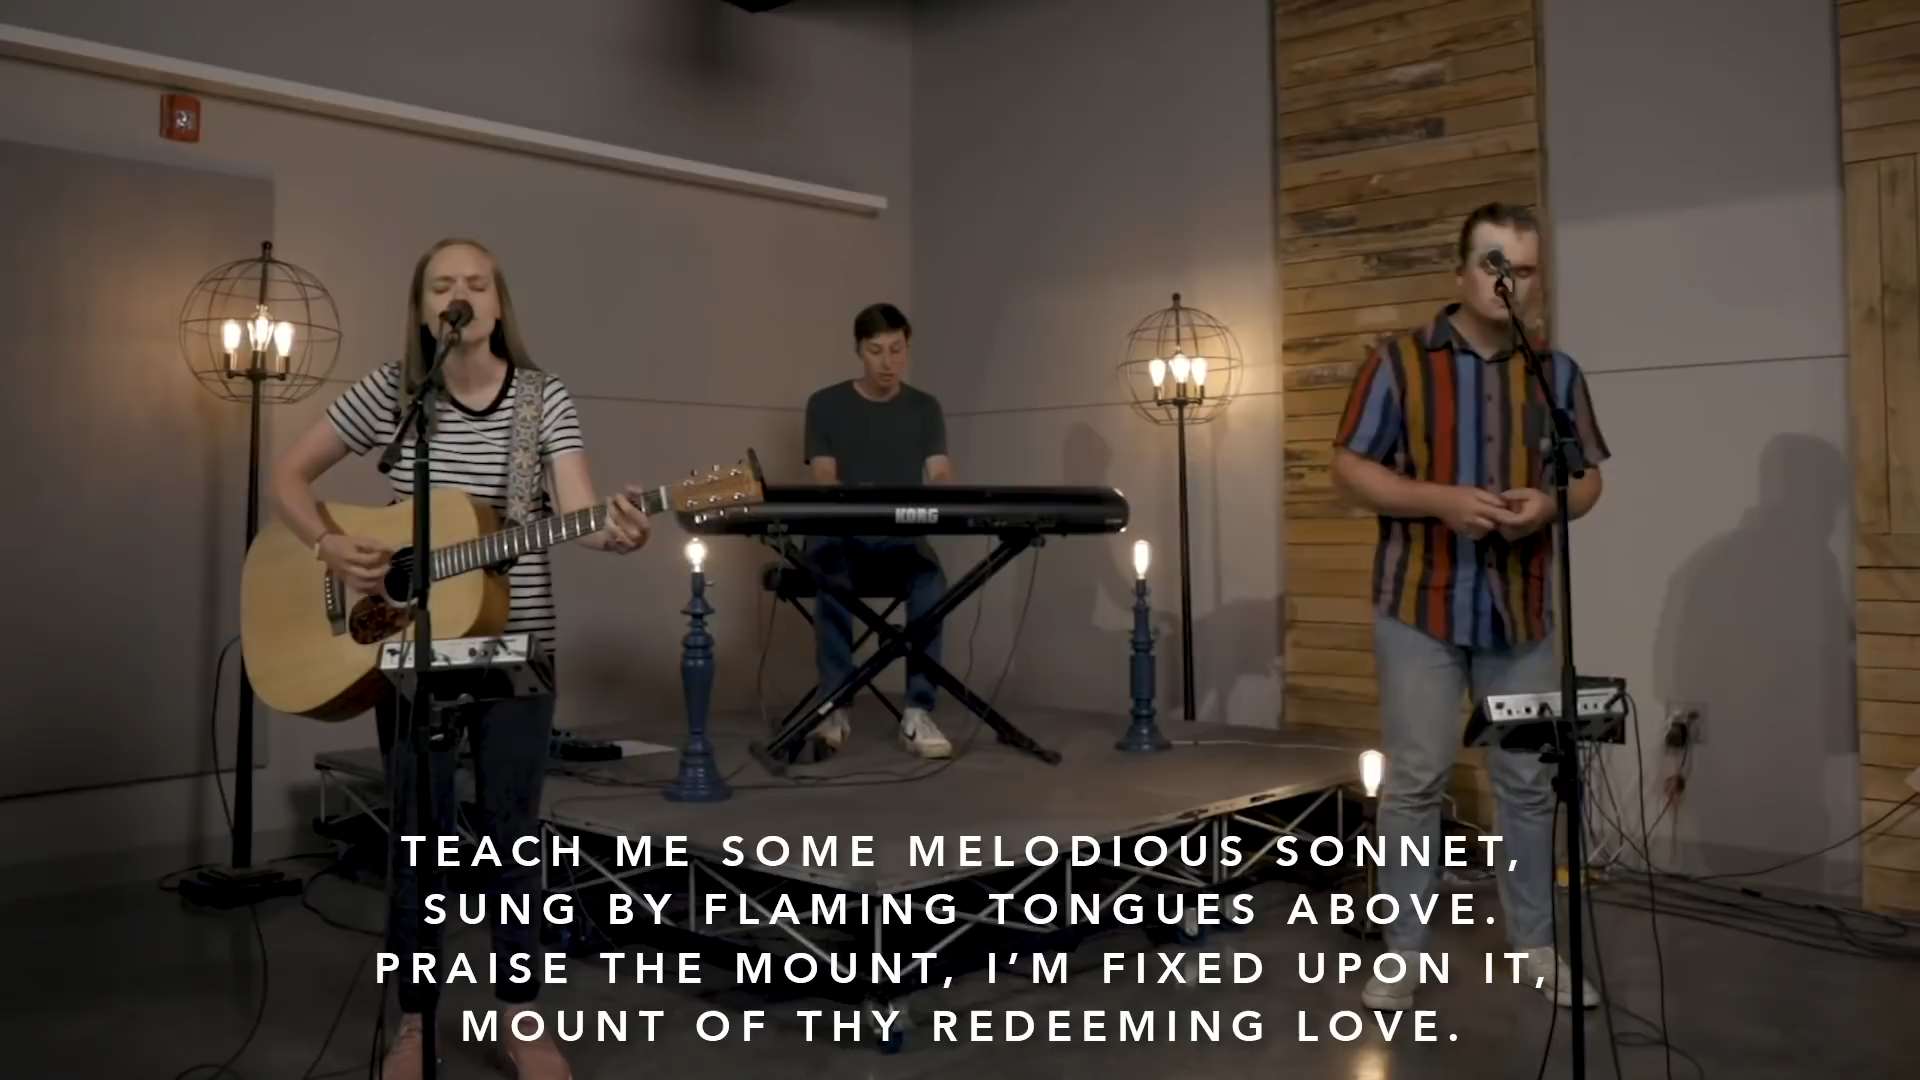 KORG
TEACH ME SOME MELODIOUS SONNET,
SUNG BY FLAMING TONGUES ABOVE.
PRAISE THE MOUNT, I’M FIXED UPON IT,
MOUNT OF THY REDEEMING LOVE.